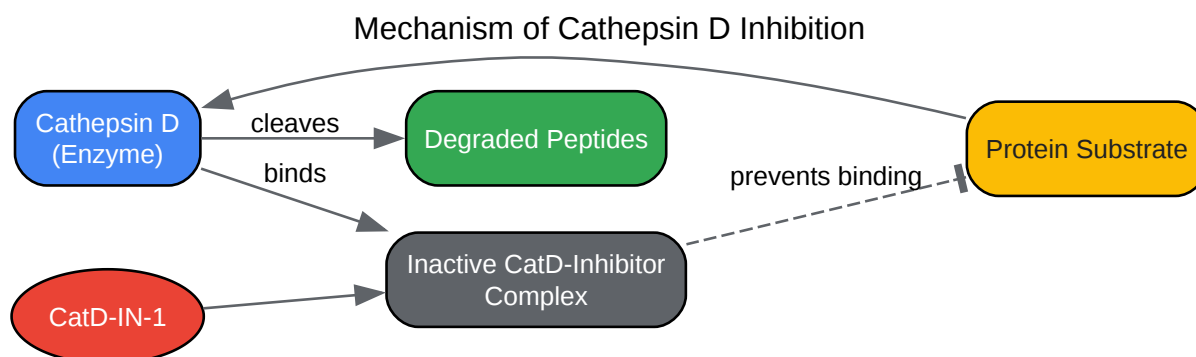 Mechanism of Cathepsin D Inhibition
Cathepsin D
(Enzyme)
cleaves
Degraded Peptides
Protein Substrate
binds
prevents binding
Inactive CatD-Inhibitor
Complex
CatD-IN-1